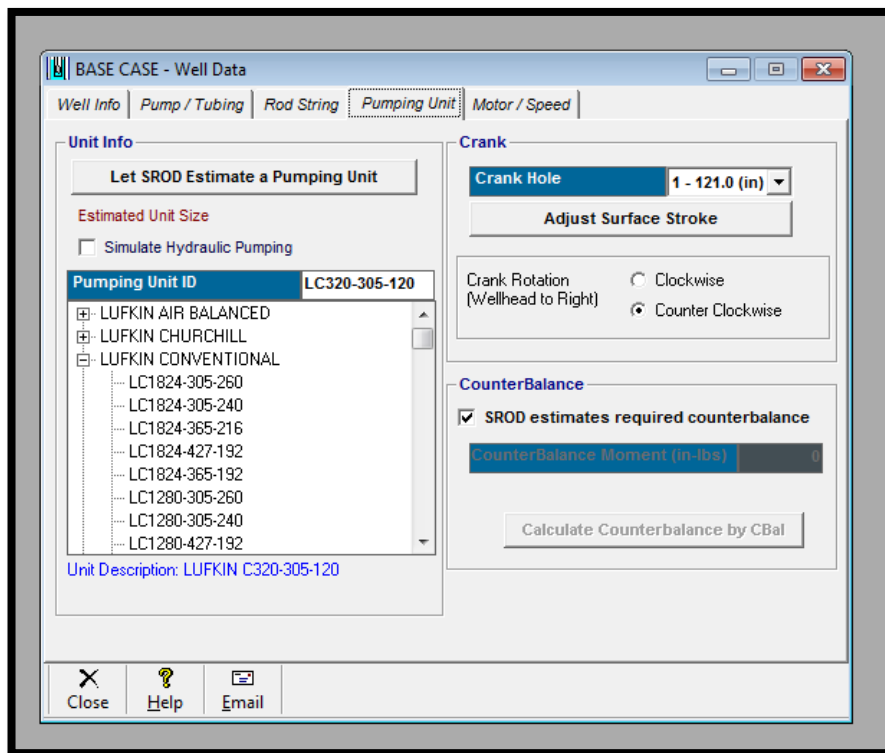 BASE CASE - Well Data
Well Info
Pump / Tubing
Rod String
Pumping Unit
Motor / Speed
Unit Info
Let SROD Estimate a Pumping Unit
Estimated Unit Size
Simulate Hydraulic Pumping
Pumping Unit ID
LC320-305-120
LUFKIN AIR BALANCED
LUFKIN CHURCHILL
LUFKIN CONVENTIONAL
LC1824-305-260
LC1824-305-240
LC1824-365-216
LC1824-427-192
LC1824-365-192
LC1280-305-260
LC1280-305-240
LC1280-427-192
Unit Description: LUFKIN C320-305-120
Crank
Crank Hole
1 - 121.0 (in)
Adjust Surface Stroke
Crank Rotation
(Wellhead to Right)
Clockwise
Counter Clockwise
CounterBalance
SROD estimates required counterbalance
CounterBalance Moment (in-lbs)
0
Calculate Counterbalance by CBal
Close
Help
Email